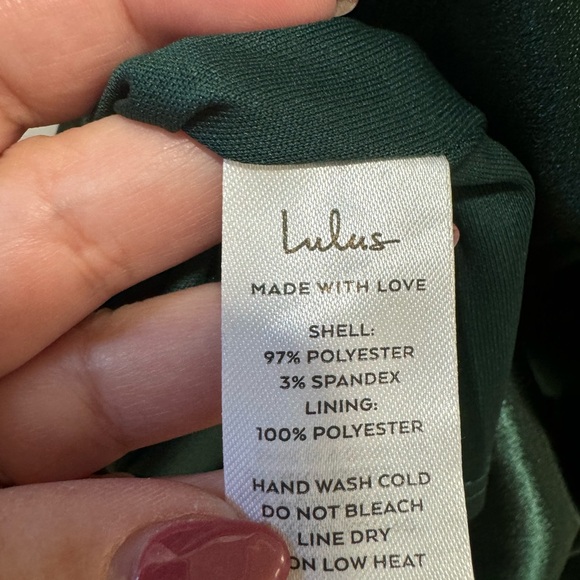 Lulus
MADE WITH LOVE
SHELL:
97% POLYESTER
3% SPANDEX
LINING:
100% POLYESTER
HAND WASH COLD
DO NOT BLEACH
LINE DRY
ON LOW HEAT